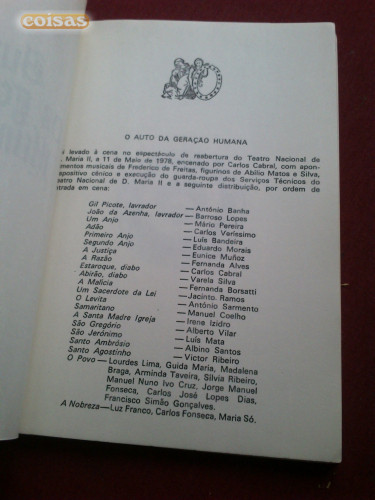 coisas
O AUTO DA GERAÇÃO HUMANA
levado à cena no espectáculo de reabertura do Teatro Nacional de
Maria II, a 11 de Maio de 1978, encenado por Carlos Cabral, com apon-
mentos musicais de Frederico de Freitas, figurinos de Abílio Matos e Silva,
spositivo cénico e execução do guarda-roupa dos Serviços Técnicos do
eatro Nacional de D. Maria II e a seguinte distribuição, por ordem de
ntrada em cena:
Gil Picote, lavrador — António Banha
João da Azenha, lavrador — Barroso Lopes
Um Anjo — Mário Pereira
Adão — Carlos Veríssimo
Primeiro Anjo — Luís Bandeira
Segundo Anjo — Eduardo Morais
A Justiça — Eunice Muñoz
A Razão — Fernanda Alves
Estaroque, diabo — Carlos Cabral
Abirão, diabo — Varela Silva
A Malícia — Fernanda Borsatti
Um Sacerdote da Lei — Jacinto Ramos
O Levita — António Sarmento
Samaritano — Manuel Coelho
A Santa Madre Igreja — Irene Izidro
São Gregório — Alberto Vilar
São Jerónimo — Luís Mata
Santo Ambrósio — Albino Santos
Santo Agostinho — Victor Ribeiro
O Povo — Lourdes Lima, Guida Maria, Madalena
Braga, Arminda Taveira, Sílvia Ribeiro,
Manuel Nuno Ivo Cruz, Jorge Manuel
Fonseca, Carlos José Lopes Dias,
Francisco Simão Gonçalves.
A Nobreza — Luz Franco, Carlos Fonseca, Maria Só.